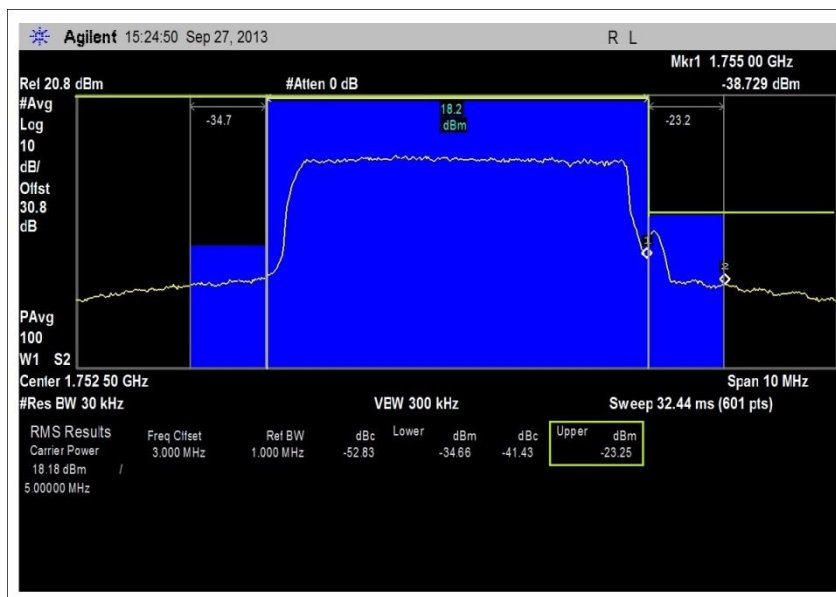 Agilent 15:24:50 Sep 27, 2013 R L
Mkr1 1.755 00 GHz
Ref 20.8 dBm #Atten 0 dB -38.729 dBm
#Avg
Log
10
dB/
Offst
30.8
dB
-34.7 18.2 dBm -23.2
1
2
PAvg
100
W1 S2
Center 1.752 50 GHz Span 10 MHz
#Res BW 30 kHz VBW 300 kHz Sweep 32.44 ms (601 pts)
RMS Results Freq Offset Ref BW dBc Lower dBm dBc Upper dBm
Carrier Power 3.000 MHz 1.000 MHz -52.83 -34.66 -41.43 -23.25
18.18 dBm /
5.00000 MHz